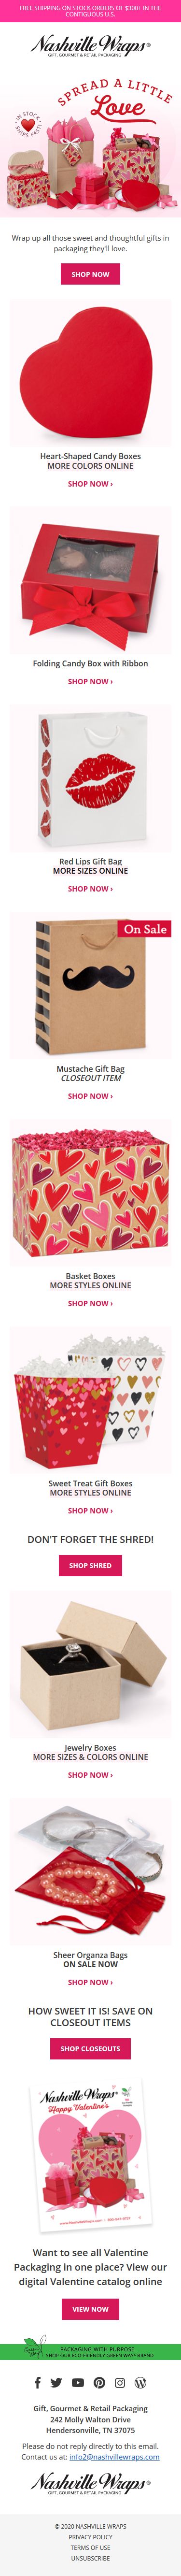 FREE SHIPPING ON STOCK ORDERS OF $300+ IN THE
CONTIGUOUS U.S.
Nashville Wraps®
GIFT, GOURMET & RETAIL PACKAGING
SPREAD A LITTLE
Love
IN STOCK
SHIPS FAST
Wrap up all those sweet and thoughtful gifts in
packaging they'll love.
SHOP NOW
Heart-Shaped Candy Boxes
MORE COLORS ONLINE
SHOP NOW ›
Folding Candy Box with Ribbon
SHOP NOW ›
Red Lips Gift Bag
MORE SIZES ONLINE
SHOP NOW ›
On Sale
Mustache Gift Bag
CLOSEOUT ITEM
SHOP NOW ›
Basket Boxes
MORE STYLES ONLINE
SHOP NOW ›
Sweet Treat Gift Boxes
MORE STYLES ONLINE
SHOP NOW ›
DON'T FORGET THE SHRED!
SHOP SHRED
Jewelry Boxes
MORE SIZES & COLORS ONLINE
SHOP NOW ›
Sheer Organza Bags
ON SALE NOW
SHOP NOW ›
HOW SWEET IT IS! SAVE ON
CLOSEOUT ITEMS
SHOP CLOSEOUTS
Nashville Wraps®
Happy Valentine's
Want to see all Valentine
Packaging in one place? View our
digital Valentine catalog online
VIEW NOW
PACKAGING WITH PURPOSE
SHOP OUR ECO-FRIENDLY GREEN WAY® BRAND
Gift, Gourmet & Retail Packaging
242 Molly Walton Drive
Hendersonville, TN 37075
Please do not reply directly to this email.
Contact us at: info2@nashvillewraps.com
Nashville Wraps®
GIFT, GOURMET & RETAIL PACKAGING
© 2020 NASHVILLE WRAPS
PRIVACY POLICY
TERMS OF USE
UNSUBSCRIBE